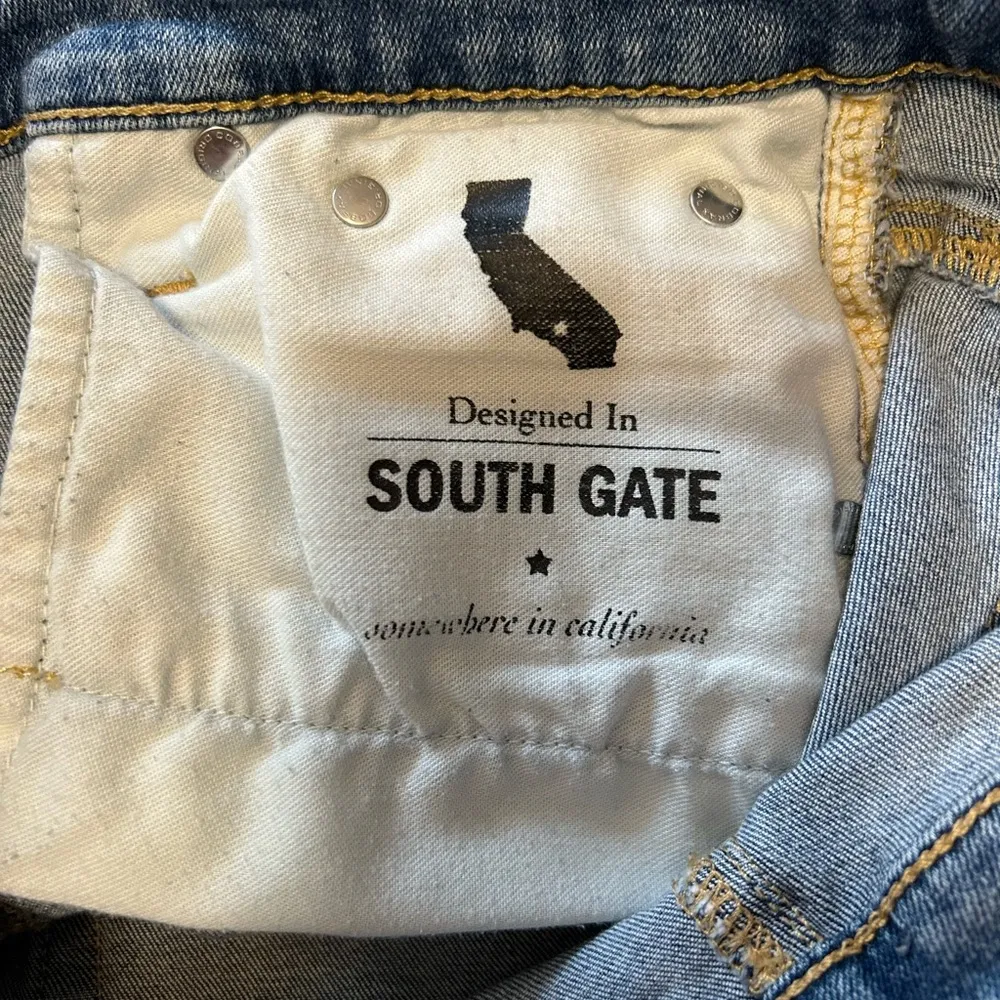 Designed In
SOUTH GATE
somewhere in california